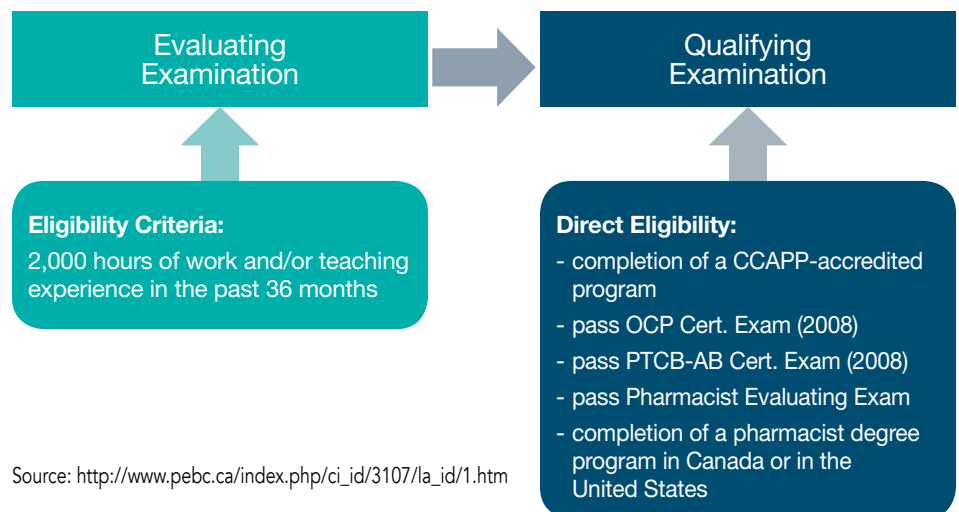 Evaluating
Examination
Qualifying
Examination
Eligibility Criteria:
2,000 hours of work and/or teaching
experience in the past 36 months
Direct Eligibility:
- completion of a CCAPP-accredited
program
- pass OCP Cert. Exam (2008)
- pass PTCB-AB Cert. Exam (2008)
- pass Pharmacist Evaluating Exam
- completion of a pharmacist degree
program in Canada or in the
United States
Source: http://www.pebc.ca/index.php/ci_id/3107/la_id/1.htm